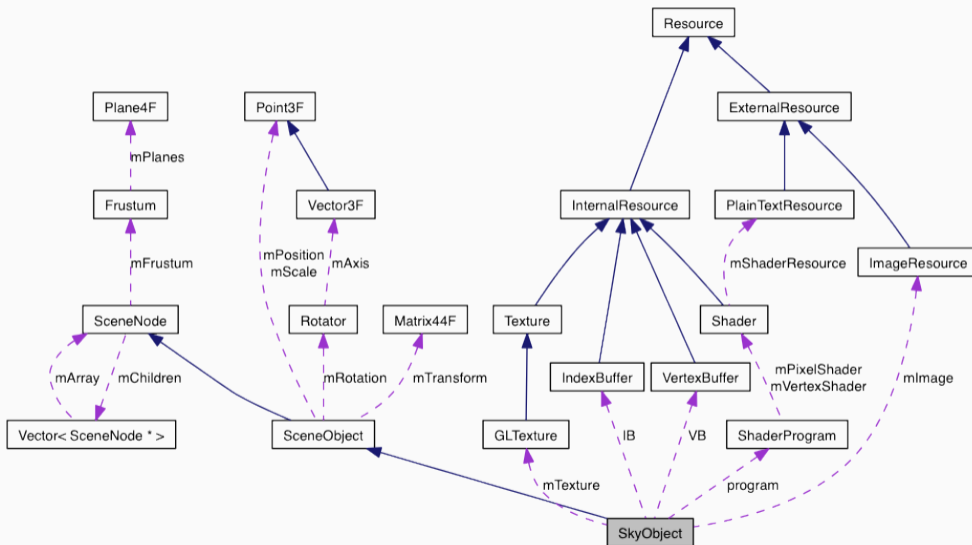 Resource
Plane4F
Point3F
ExternalResource
mPlanes
Frustum
Vector3F
InternalResource
PlainTextResource
mFrustum
mPosition
mScale
mAxis
mShaderResource
ImageResource
SceneNode
Rotator
Matrix44F
Texture
Shader
mArray
mChildren
mRotation
mTransform
IndexBuffer
VertexBuffer
mPixelShader
mVertexShader
mImage
Vector< SceneNode * >
SceneObject
GLTexture
IB
VB
ShaderProgram
mTexture
program
SkyObject